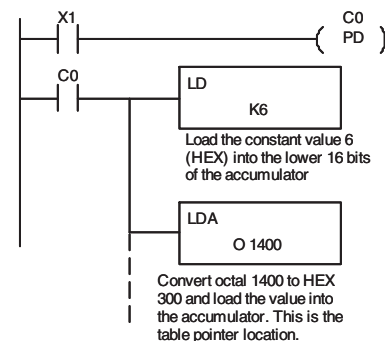 X1
C0
PD
C0
LD
K6
Load the constant value 6
(HEX) into the lower 16 bits
of the accumulator
LDA
O 1400
Convert octal 1400 to HEX
300 and load the value into
the accumulator. This is the
table pointer location.